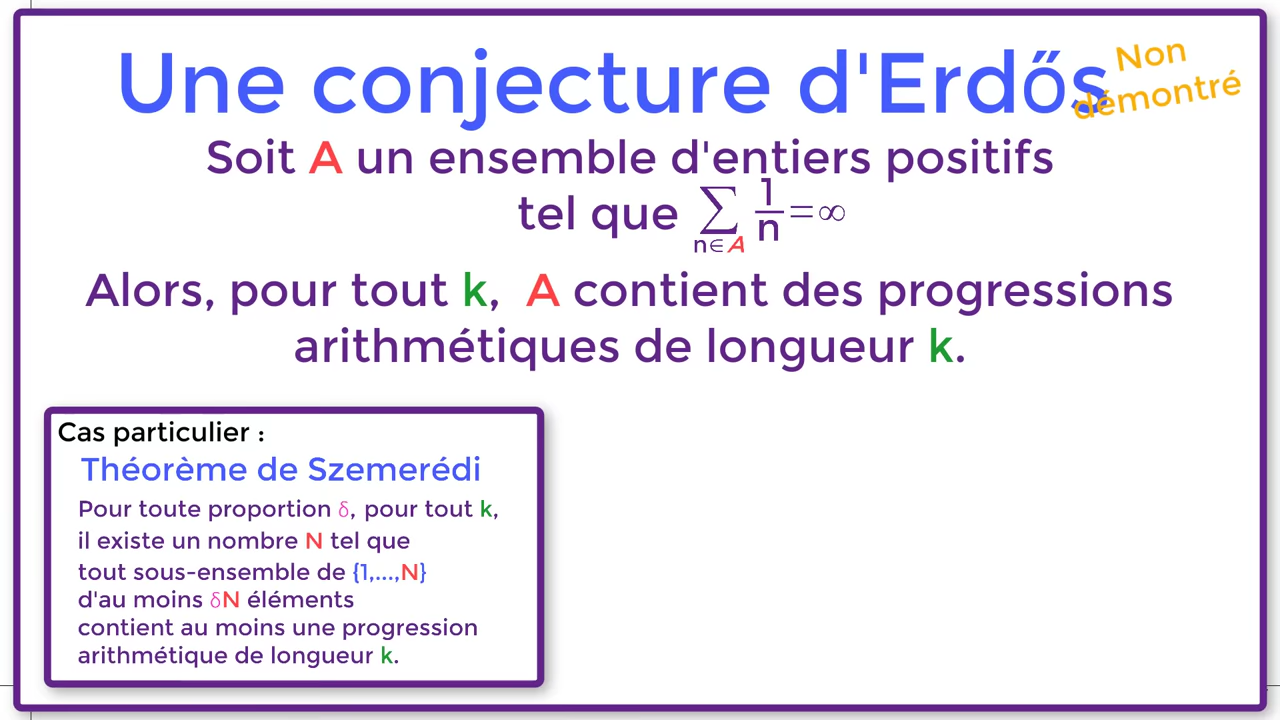 Une conjecture d'Erdős
Non
démontré
Soit A un ensemble d'entiers positifs
tel que ∑ n∈A 1/n =∞
Alors, pour tout k, A contient des progressions
arithmétiques de longueur k.
Cas particulier :
Théorème de Szemerédi
Pour toute proportion δ, pour tout k,
il existe un nombre N tel que
tout sous-ensemble de {1,...,N}
d'au moins δN éléments
contient au moins une progression
arithmétique de longueur k.